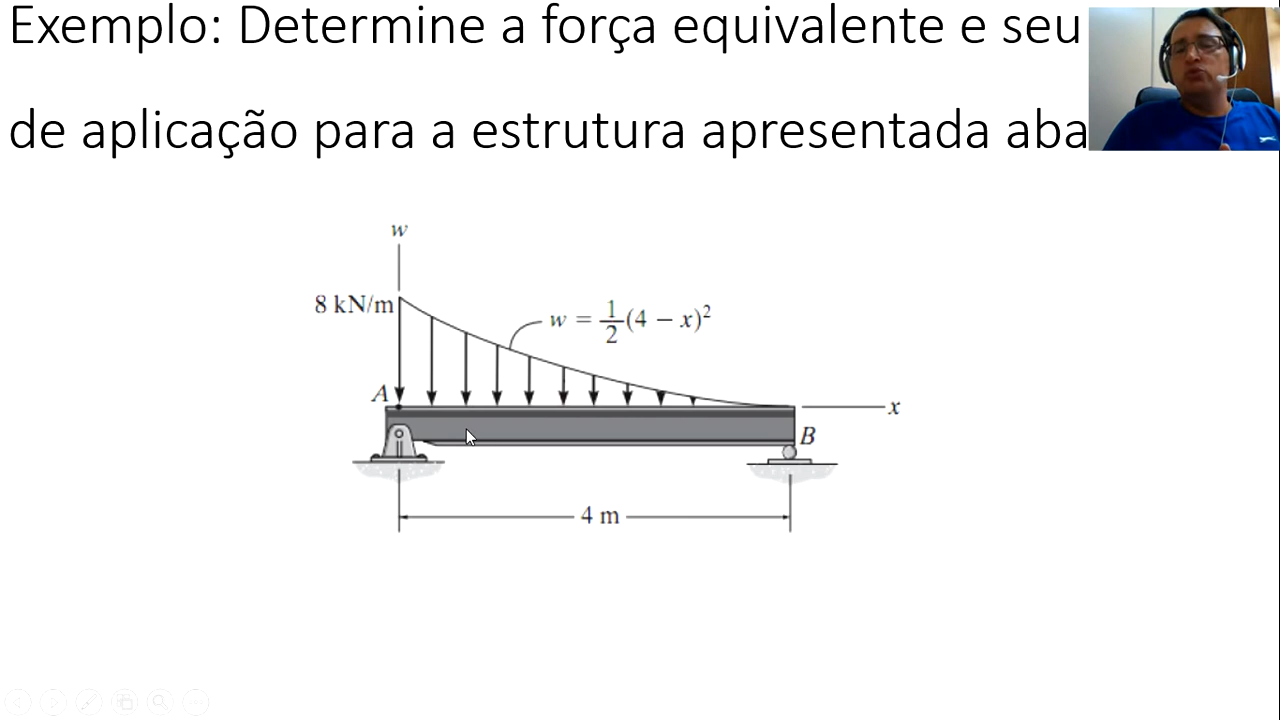 Exemplo: Determine a força equivalente e seu
de aplicação para a estrutura apresentada aba
w
8 kN/m
w = 1/2 (4 − x)²
A
x
B
4 m